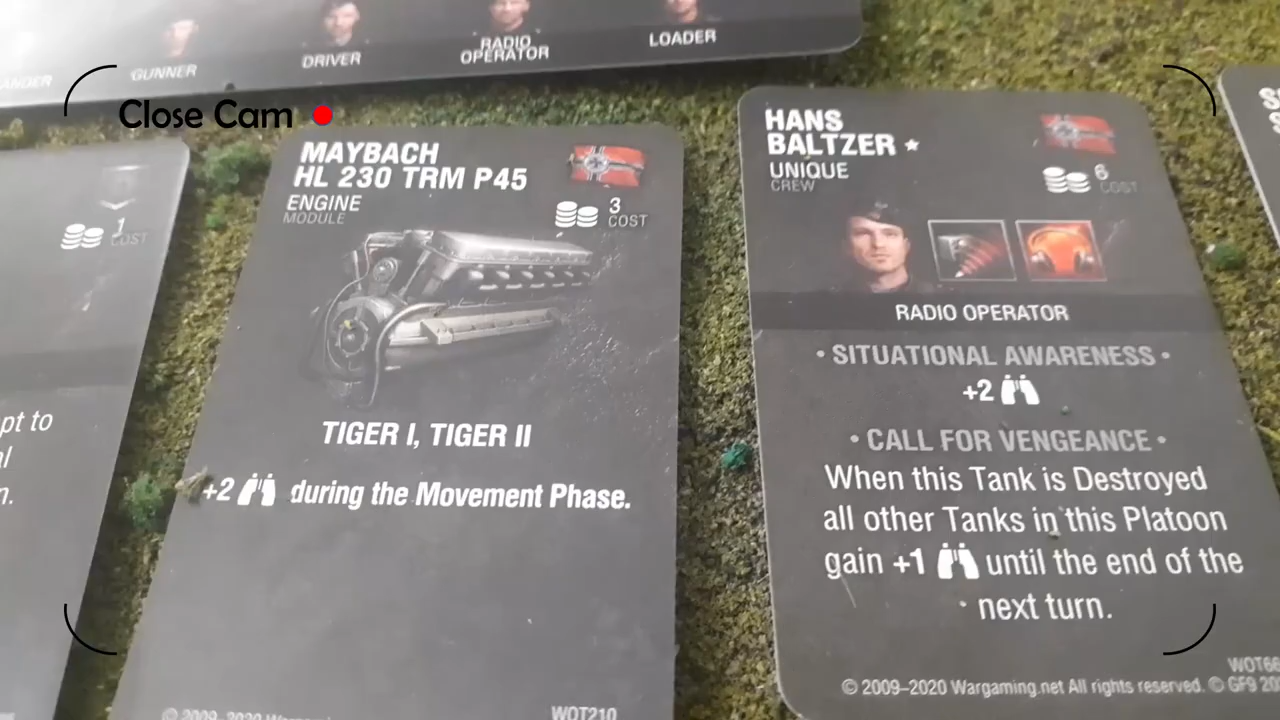 GUNNER
DRIVER
RADIO
OPERATOR
LOADER
Close Cam
1
COST
pt to
n.
MAYBACH
HL 230 TRM P45
ENGINE
MODULE
3
COST
TIGER I, TIGER II
+2 during the Movement Phase.
WOT210
HANS
BALTZER ★
UNIQUE
CREW
6
COST
RADIO OPERATOR
• SITUATIONAL AWARENESS •
+2
• CALL FOR VENGEANCE •
When this Tank is Destroyed
all other Tanks in this Platoon
gain +1 until the end of the
next turn.
© 2009–2020 Wargaming.net All rights reserved. © GF9